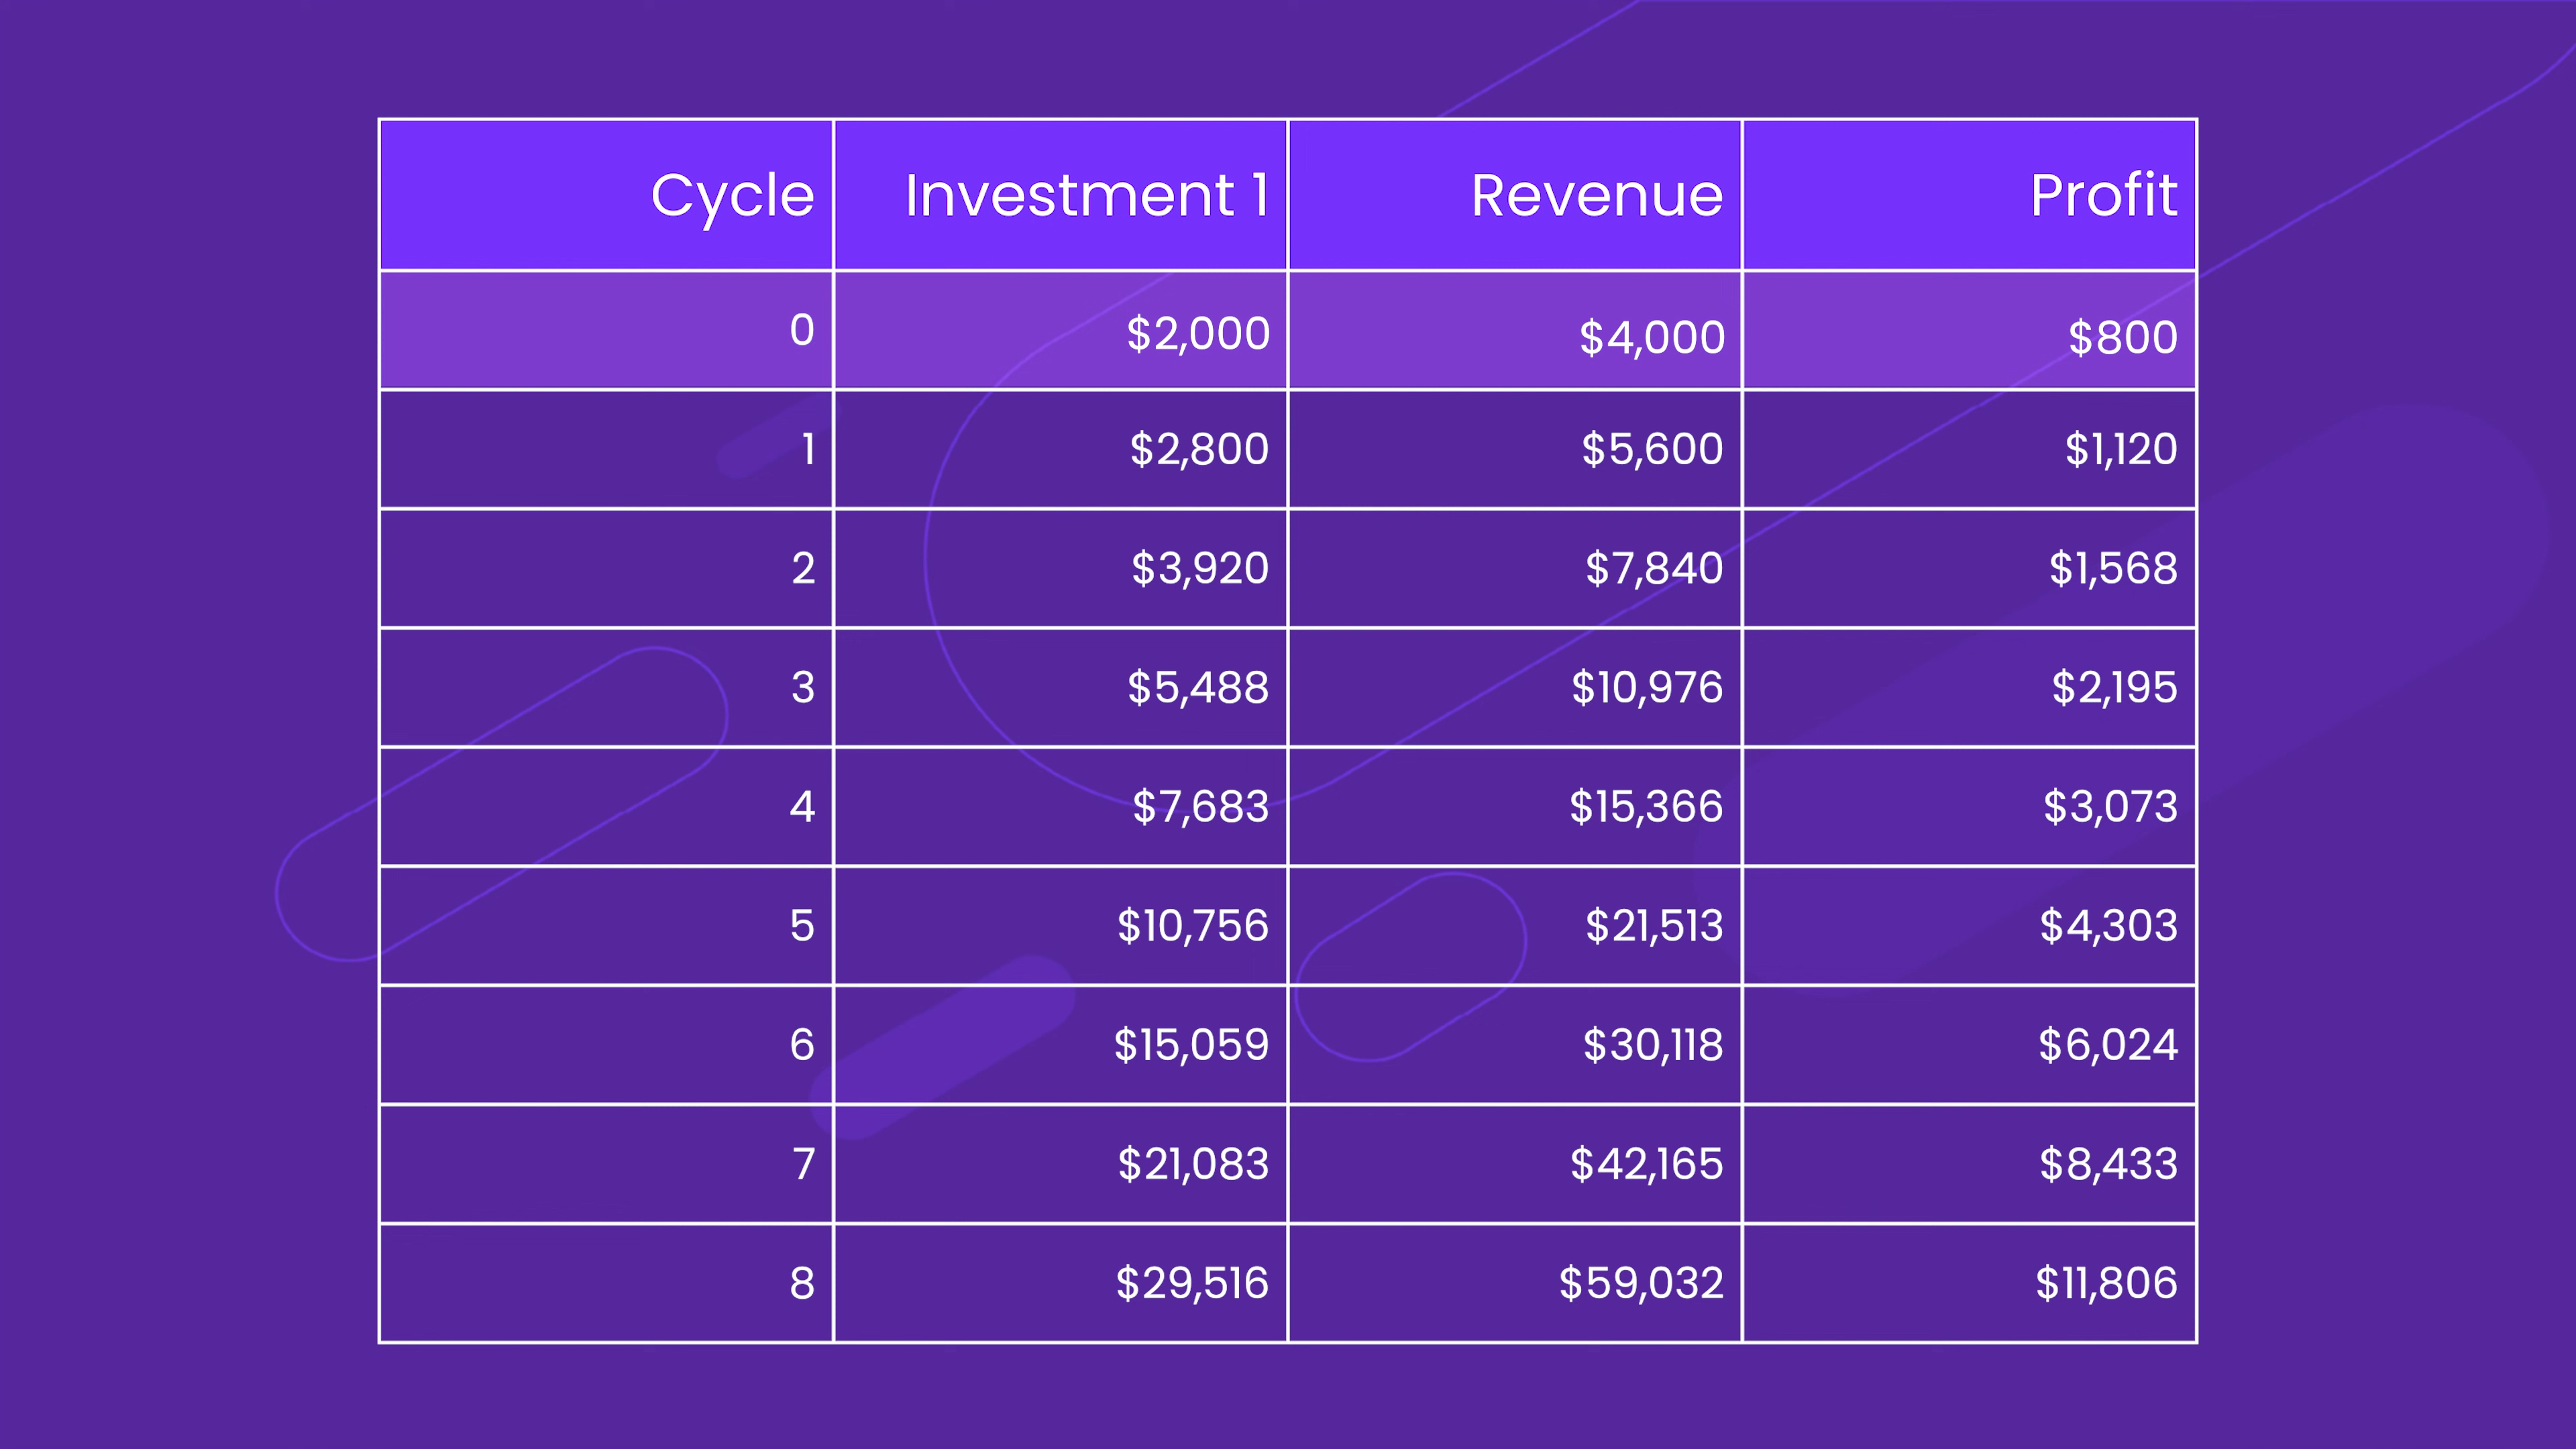 Cycle Investment 1 Revenue Profit
0 $2,000 $4,000 $800
1 $2,800 $5,600 $1,120
2 $3,920 $7,840 $1,568
3 $5,488 $10,976 $2,195
4 $7,683 $15,366 $3,073
5 $10,756 $21,513 $4,303
6 $15,059 $30,118 $6,024
7 $21,083 $42,165 $8,433
8 $29,516 $59,032 $11,806